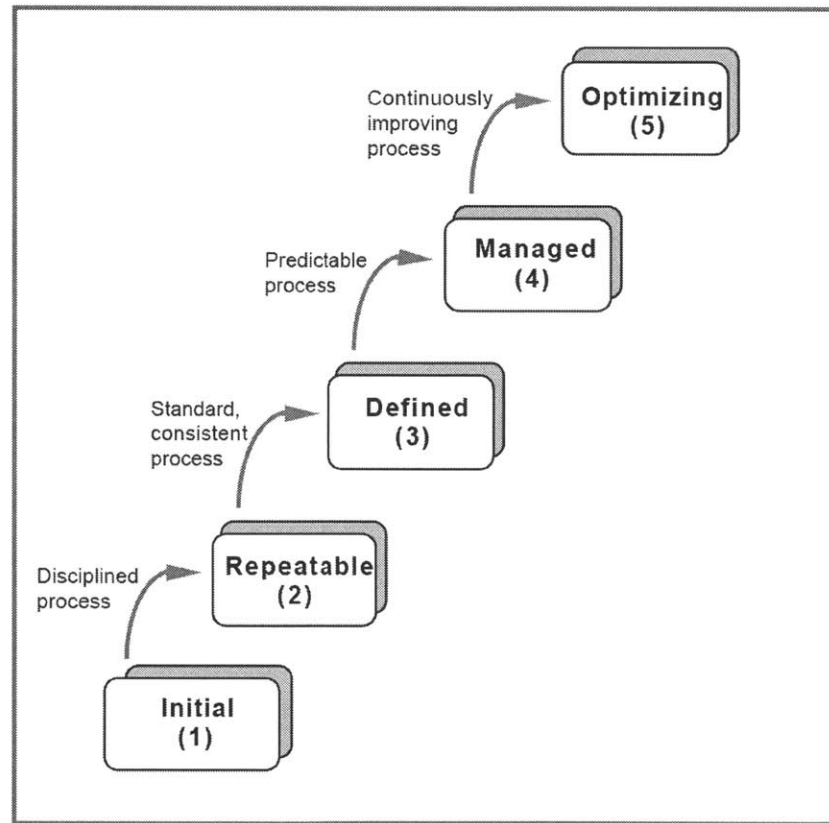 Continuously
improving
process
Optimizing
(5)
Predictable
process
Managed
(4)
Standard,
consistent
process
Defined
(3)
Disciplined
process
Repeatable
(2)
Initial
(1)